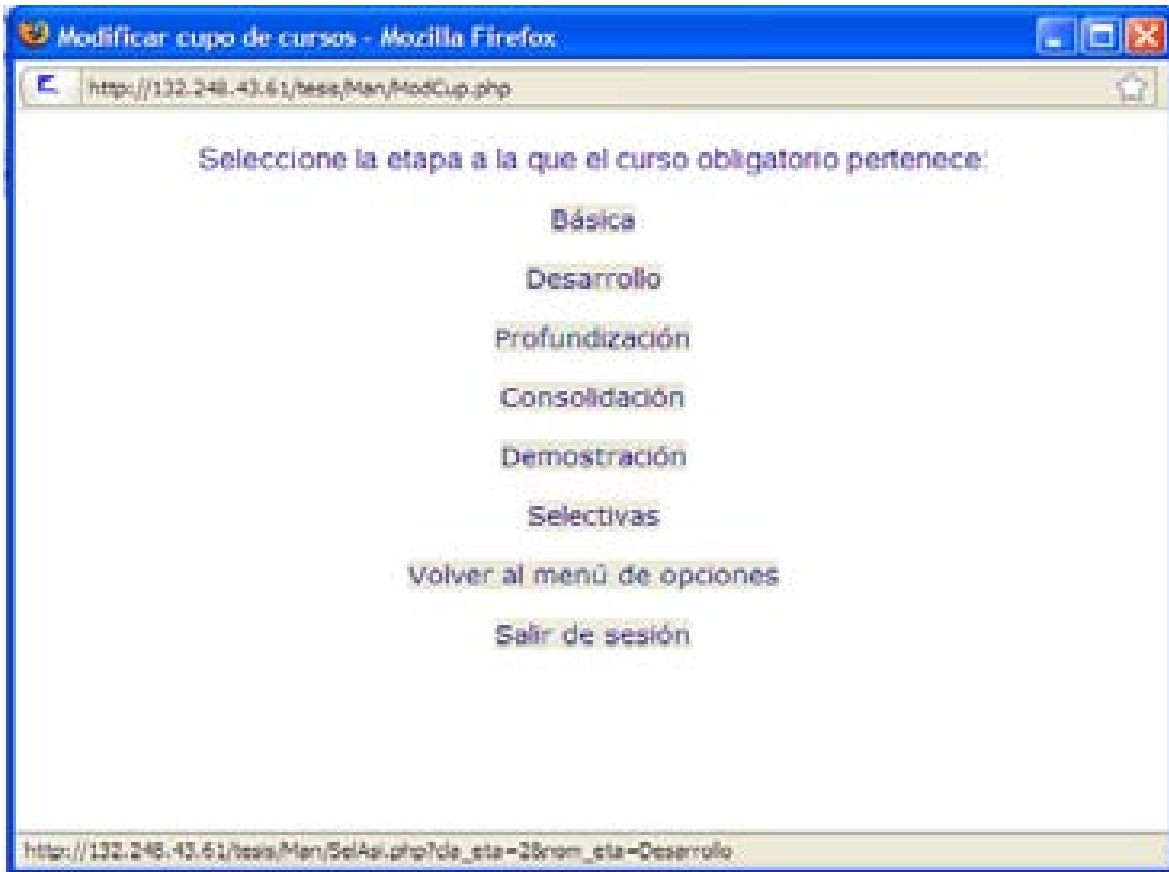 Modificar cupo de cursos - Mozilla Firefox
http://132.248.43.61/tesis/Man/ModCup.php
Seleccione la etapa a la que el curso obligatorio pertenece:
Básica
Desarrollo
Profundización
Consolidación
Demostración
Selectivas
Volver al menú de opciones
Salir de sesión
http://132.248.43.61/tesis/Man/SelAsi.php?cla_eta=2&nom_eta=Desarrollo